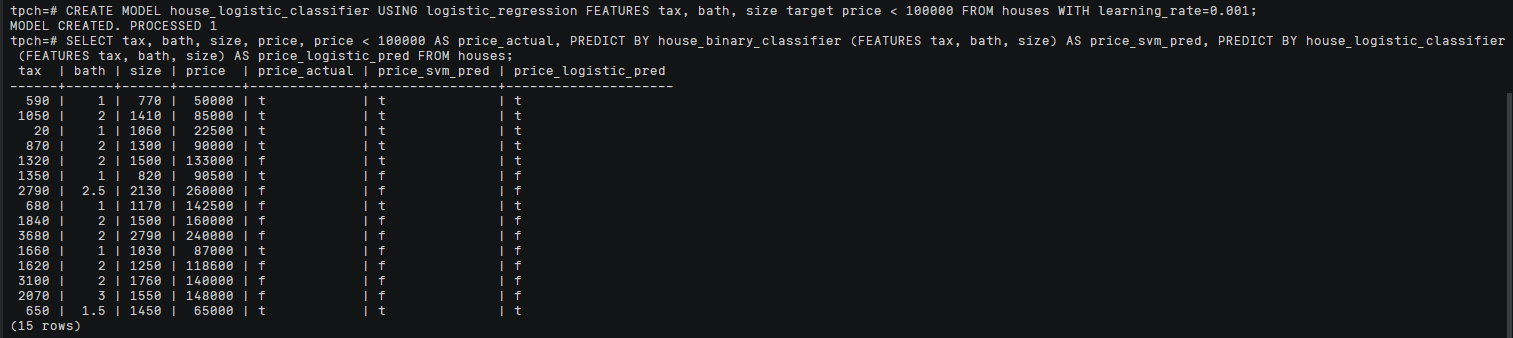 tpch=# CREATE MODEL house_logistic_classifier USING logistic_regression FEATURES tax, bath, size target price < 100000 FROM houses WITH learning_rate=0.001;
MODEL CREATED. PROCESSED 1
tpch=# SELECT tax, bath, size, price, price < 100000 AS price_actual, PREDICT BY house_binary_classifier (FEATURES tax, bath, size) AS price_svm_pred, PREDICT BY house_logistic_classifier
 (FEATURES tax, bath, size) AS price_logistic_pred FROM houses;
 tax  | bath | size | price  | price_actual | price_svm_pred | price_logistic_pred
------+------+------+--------+--------------+----------------+---------------------
  590 |    1 |  770 |  50000 | t            | t              | t
 1050 |    2 | 1410 |  85000 | t            | t              | t
   20 |    1 | 1060 |  22500 | t            | t              | t
  870 |    2 | 1300 |  90000 | t            | t              | t
 1320 |    2 | 1500 | 133000 | f            | t              | t
 1350 |    1 |  820 |  90500 | t            | f              | t
 2790 |  2.5 | 2130 | 260000 | f            | f              | f
  680 |    1 | 1170 | 142500 | f            | t              | t
 1840 |    2 | 1500 | 160000 | f            | f              | f
 3680 |    2 | 2790 | 240000 | f            | f              | f
 1660 |    1 | 1030 |  87000 | t            | f              | f
 1620 |    2 | 1250 | 118600 | f            | f              | f
 3100 |    2 | 1760 | 140000 | f            | f              | f
 2070 |    3 | 1550 | 148000 | f            | f              | f
  650 |  1.5 | 1450 |  65000 | t            | t              | t
(15 rows)